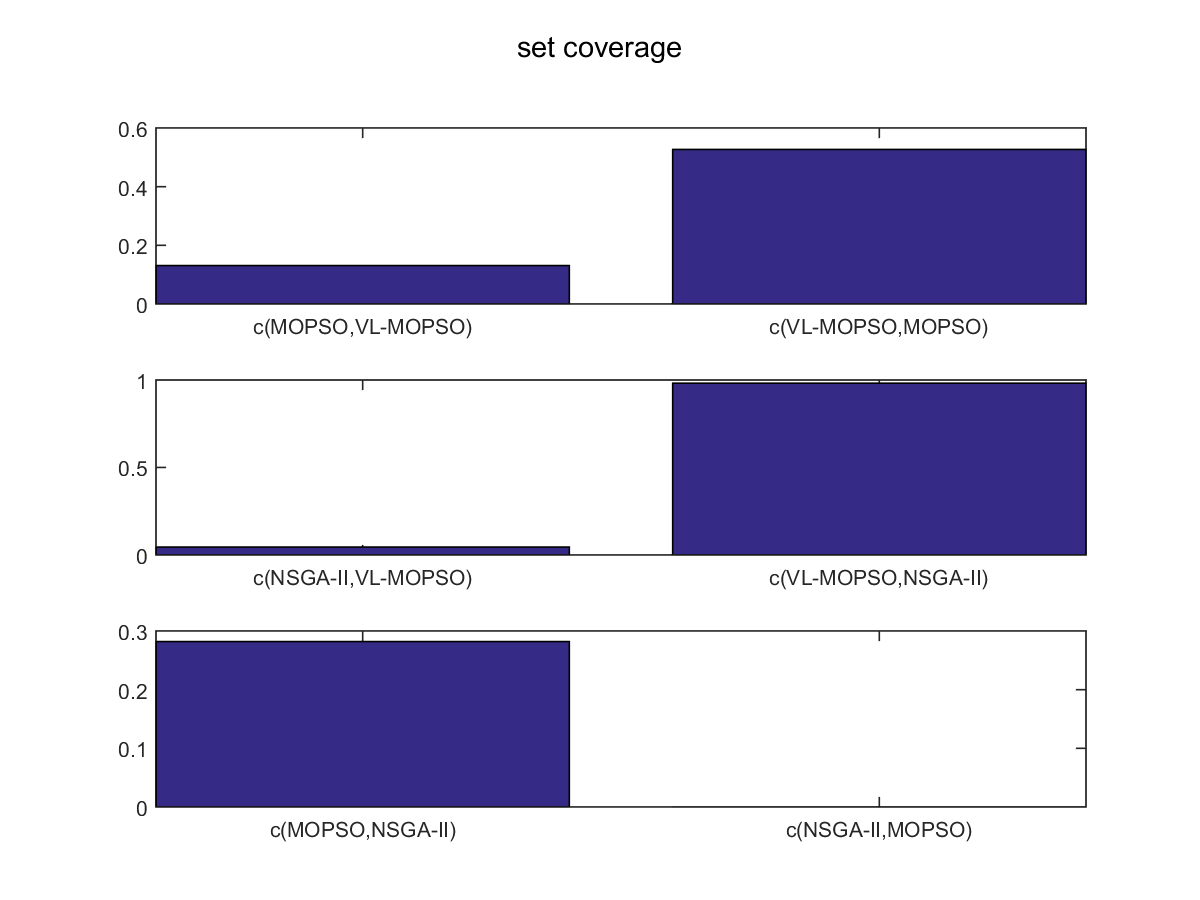 set coverage
0.6
0.4
0.2
0
c(MOPSO,VL-MOPSO) c(VL-MOPSO,MOPSO)
1
0.5
0
c(NSGA-II,VL-MOPSO) c(VL-MOPSO,NSGA-II)
0.3
0.2
0.1
0
c(MOPSO,NSGA-II) c(NSGA-II,MOPSO)